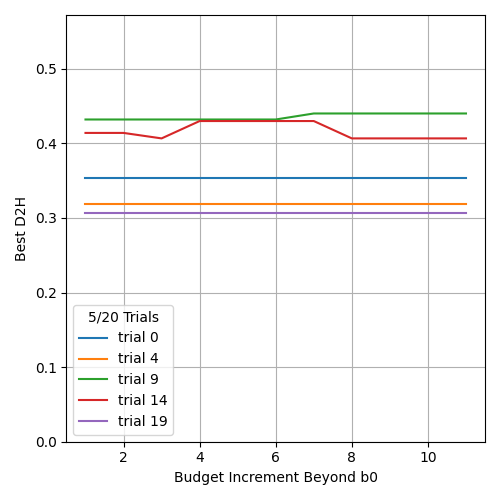 0.5
0.4
0.3
0.2
0.1
0.0
Best D2H
5/20 Trials
trial 0
trial 4
trial 9
trial 14
trial 19
2 4 6 8 10
Budget Increment Beyond b0